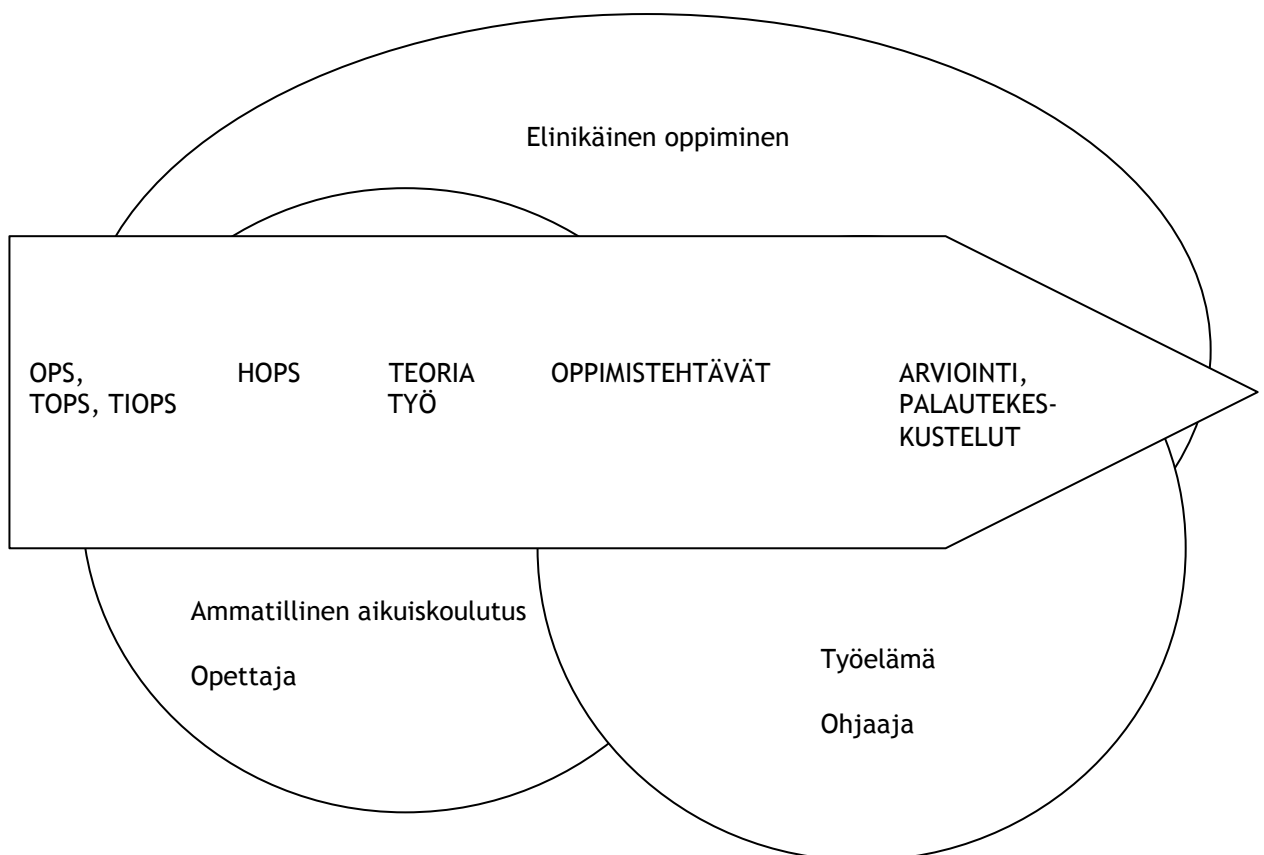 Elinikäinen oppiminen
OPS,
TOPS, TIOPS
HOPS
TEORIA
TYÖ
OPPIMISTEHTÄVÄT
ARVIOINTI,
PALAUTEKES-
KUSTELUT
Ammatillinen aikuiskoulutus
Opettaja
Työelämä
Ohjaaja